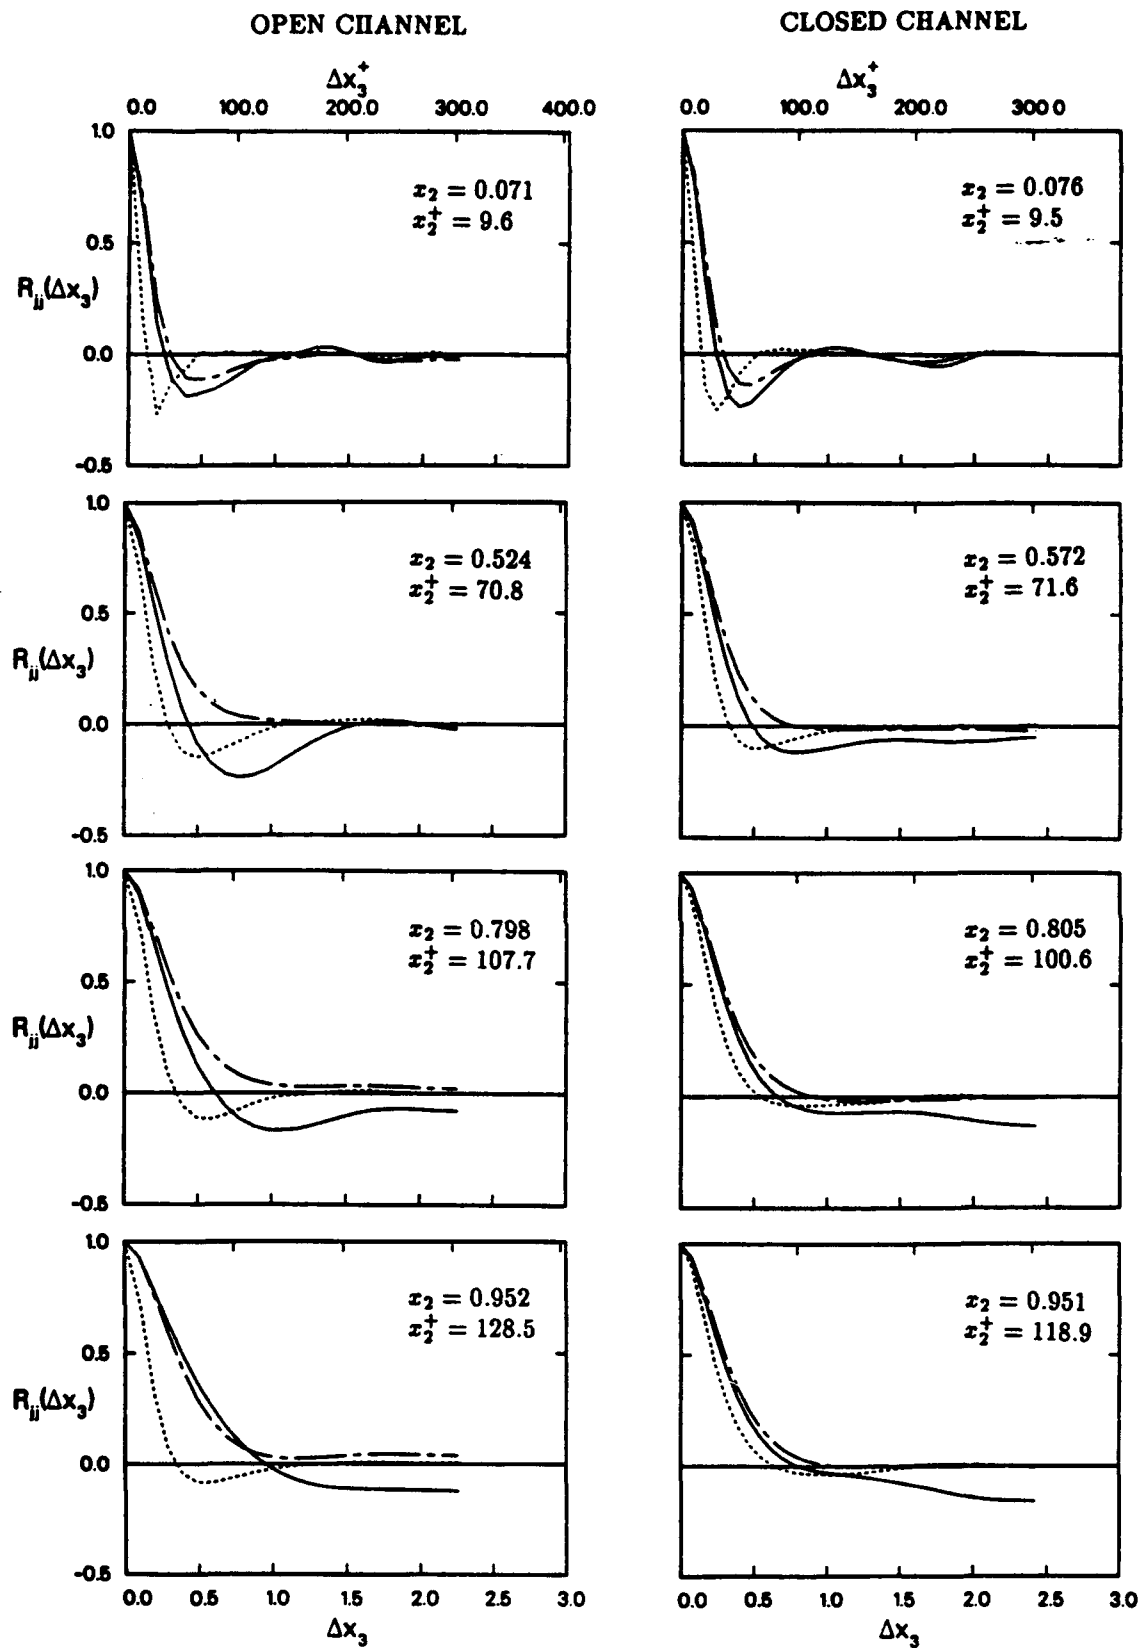 OPEN CHANNEL
CLOSED CHANNEL
Δx₃⁺
Δx₃⁺
0.0 100.0 200.0 300.0 400.0
0.0 100.0 200.0 300 0
1.0
0.5
0.0
-0.5
R_jj(Δx₃)
x₂ = 0.071
x₂⁺ = 9.6
x₂ = 0.076
x₂⁺ = 9.5
1.0
0.5
0.0
-0.5
R_jj(Δx₃)
x₂ = 0.524
x₂⁺ = 70.8
x₂ = 0.572
x₂⁺ = 71.6
1.0
0.5
0.0
-0.5
R_jj(Δx₃)
x₂ = 0.798
x₂⁺ = 107.7
x₂ = 0.805
x₂⁺ = 100.6
1.0
0.5
0.0
-0.5
R_jj(Δx₃)
x₂ = 0.952
x₂⁺ = 128.5
x₂ = 0.951
x₂⁺ = 118.9
0.0 0.5 1.0 1.5 2.0 2.5 3.0
0.0 0.5 1.0 1.5 2.0 2.5 3.0
Δx₃
Δx₃